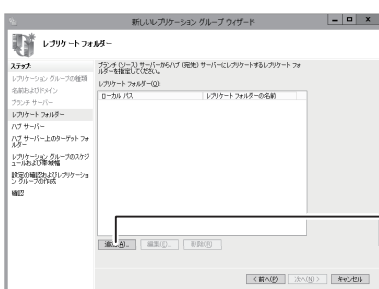 新しいレプリケーション グループ ウィザード
レプリケート フォルダー
ステップ:
レプリケーション グループの種類
名前およびドメイン
ブランチ サーバー
レプリケート フォルダー
ハブ サーバー
ハブ サーバー上のターゲット フォルダー
レプリケーション グループのスケジュールおよび帯域幅
設定の確認およびレプリケーション グループの作成
確認
ブランチ (ソース) サーバーからハブ (宛先) サーバーにレプリケートするレプリケート フォルダーを指定してください。
レプリケート フォルダー(O)
ローカル パス
レプリケート フォルダーの名前
追加(A)...
編集(E)...
削除(R)
< 前へ(P)
次へ(N) >
キャンセル